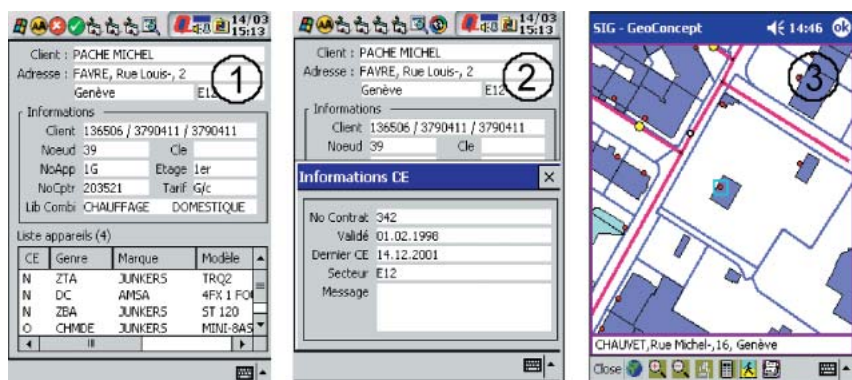 14/03
15:13
1
Client : PACHE MICHEL
Adresse : FAVRE, Rue Louis-, 2
Genève E12
Informations
Client 136506 / 3790411 / 3790411
Noeud 39 Cle
NoApp 1G Etage 1er
NoCptr 203521 Tarif G/c
Lib Combi CHAUFFAGE DOMESTIQUE
Liste appareils (4)
CE Genre Marque Modèle
N ZTA JUNKERS TRQ2
N DC AMSA 4FX 1 FO
N ZBA JUNKERS ST 120
O CHMDE JUNKERS MINI-8AS
14/03
15:13
2
Client : PACHE MICHEL
Adresse : FAVRE, Rue Louis-, 2
Genève E12
Informations
Client 136506 / 3790411 / 3790411
Noeud 39 Cle
Informations CE
No Contrat 342
Validé 01.02.1998
Dernier CE 14.12.2001
Secteur E12
Message
SIG - GeoConcept 14:46 ok
3
CHAUVET,Rue Michel-,16, Genève
Close